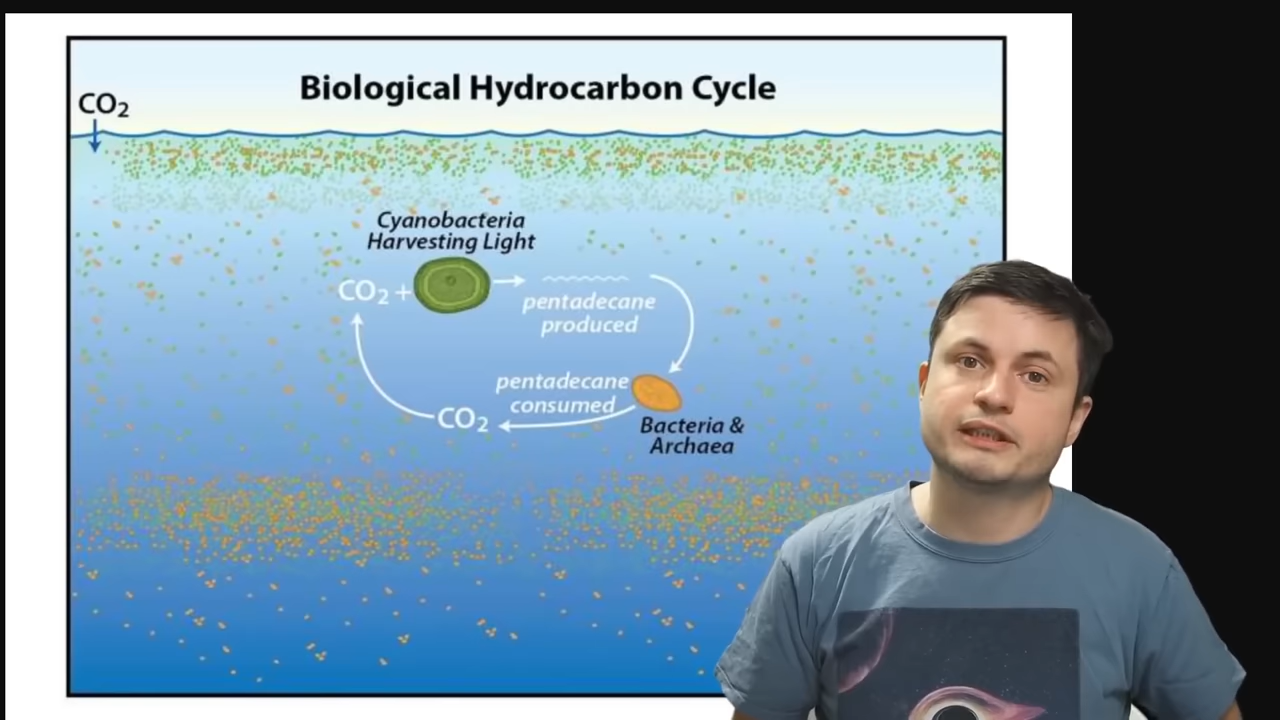 Biological Hydrocarbon Cycle
CO₂
Cyanobacteria
Harvesting Light
CO₂ +
pentadecane
produced
pentadecane
consumed
CO₂
Bacteria &
Archaea